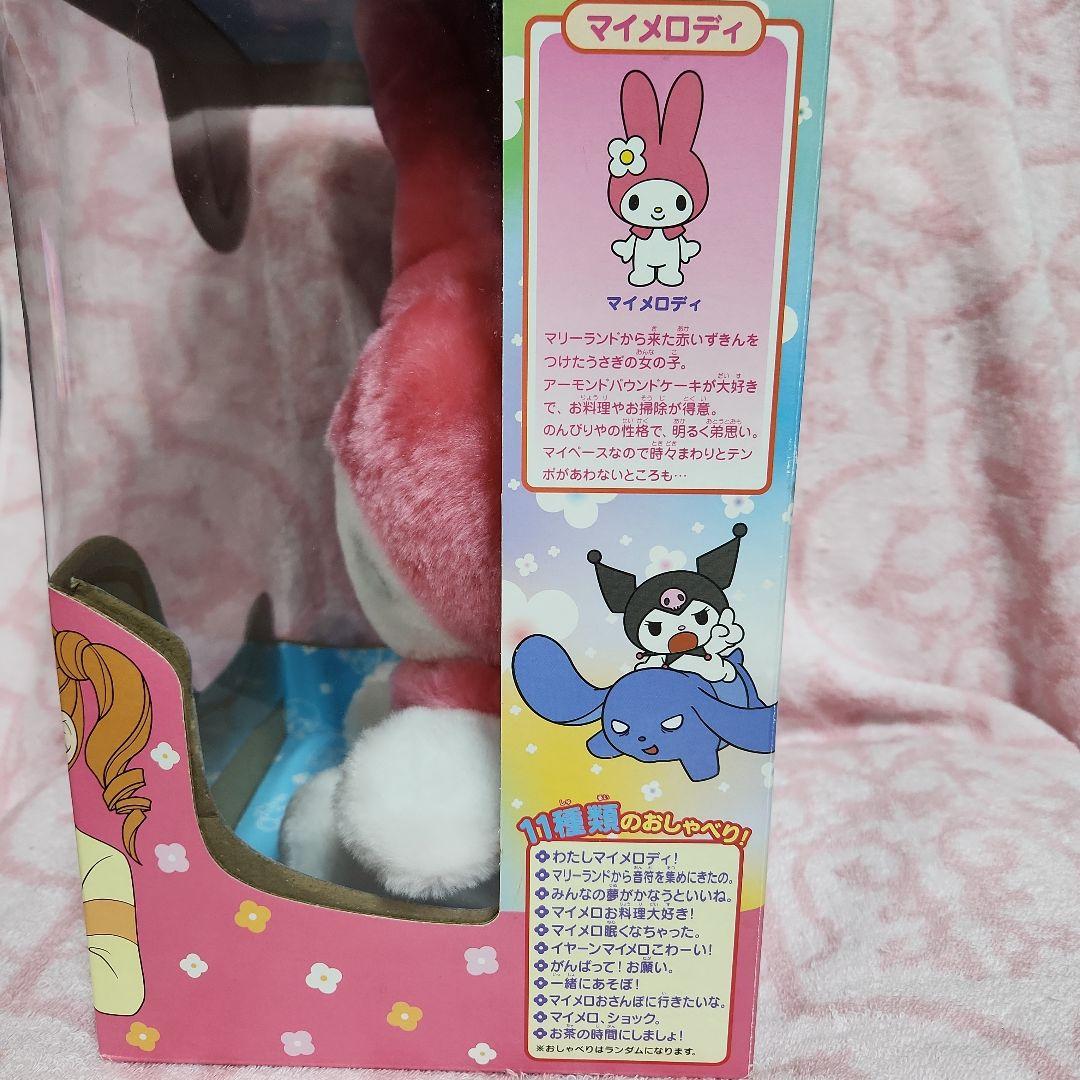 マイメロディ
マイメロディ
マリーランドから来た赤いずきんを
つけたうさぎの女の子。
アーモンドパウンドケーキが大好き
で、お料理やお掃除が得意。
のんびりやの性格で、明るく弟思い。
マイペースなので時々まわりとテン
ポがあわないところも…
11種類のおしゃべり!
わたしマイメロディ!
マリーランドから音符を集めにきたの。
みんなの夢がかなうといいね。
マイメロお料理大好き!
マイメロ眠くなちゃった。
イヤーンマイメロこわーい!
がんばって!お願い。
一緒にあそぼ!
マイメロおさんぽに行きたいな。
マイメロ、ショック。
お茶の時間にしましょ!
※おしゃべりはランダムになります。